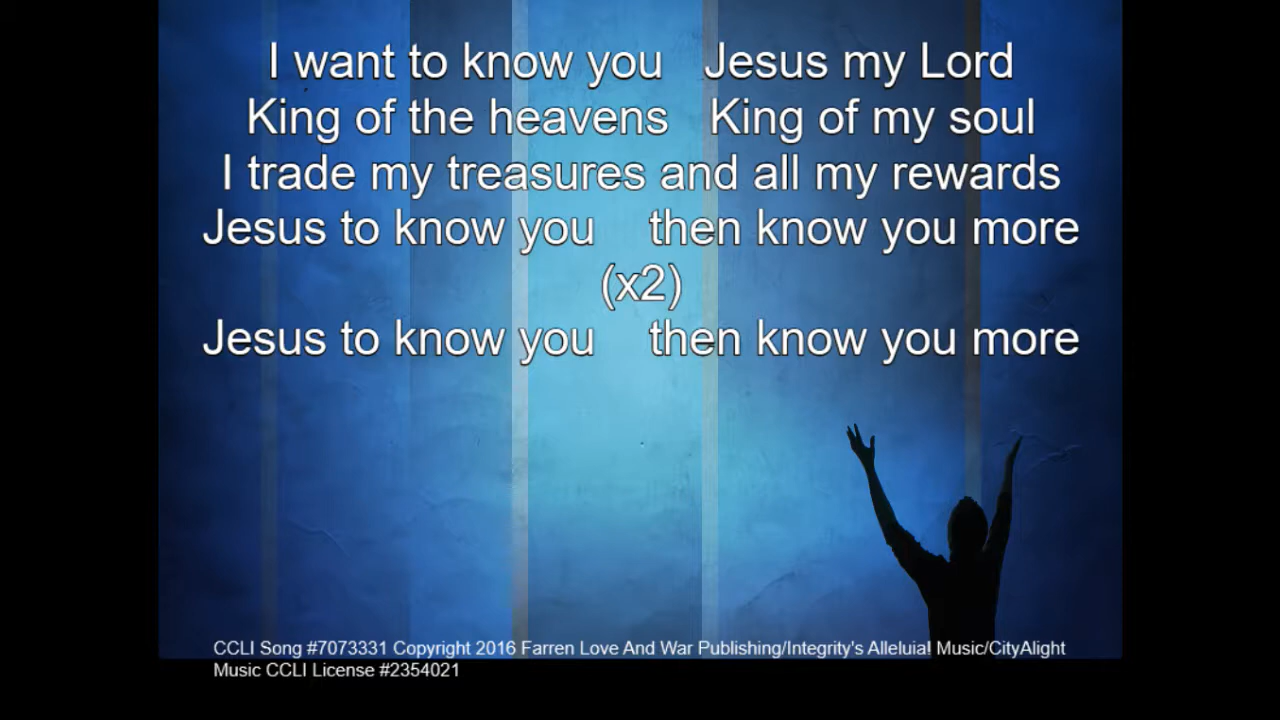 I want to know you Jesus my Lord
King of the heavens King of my soul
I trade my treasures and all my rewards
Jesus to know you then know you more
(x2)
Jesus to know you then know you more
CCLI Song #7073331 Copyright 2016 Farren Love And War Publishing/Integrity's Alleluia! Music/CityAlight
Music CCLI License #2354021